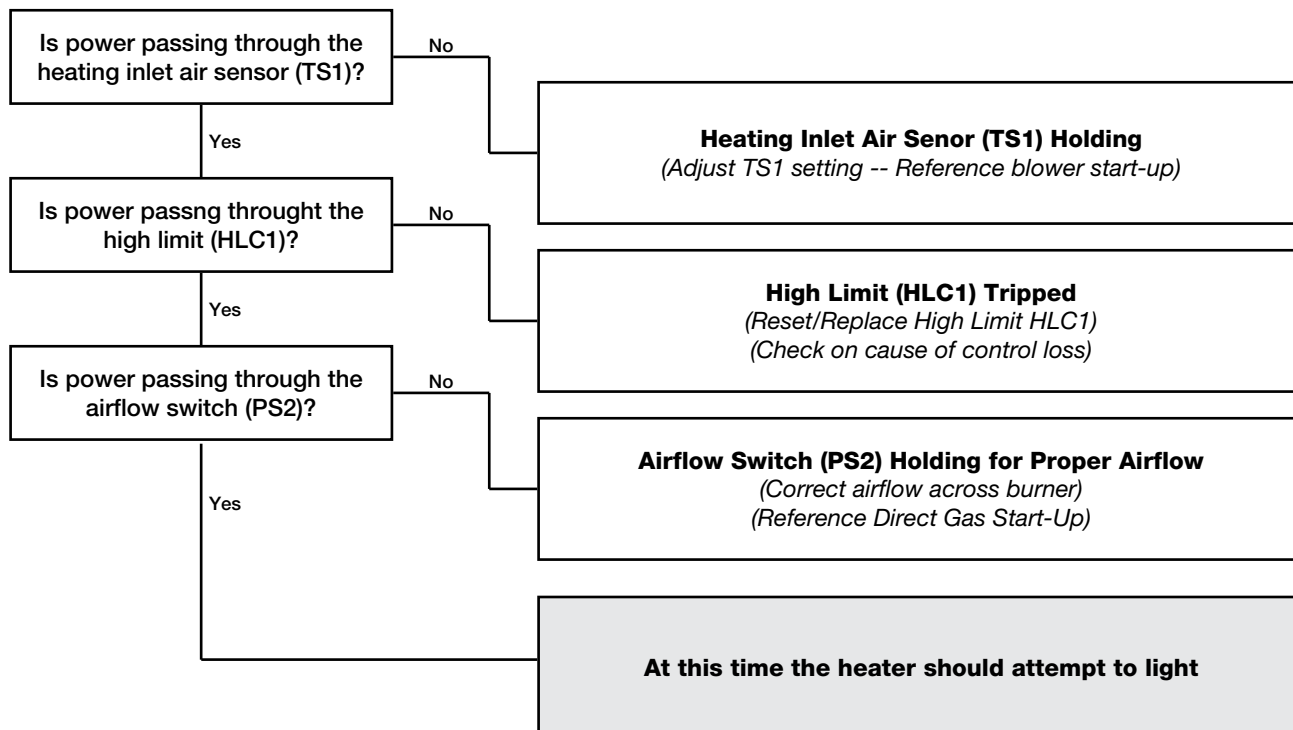 Is power passing through the
heating inlet air sensor (TS1)?
No
Yes
Heating Inlet Air Senor (TS1) Holding
(Adjust TS1 setting -- Reference blower start-up)
Is power passng throught the
high limit (HLC1)?
No
Yes
High Limit (HLC1) Tripped
(Reset/Replace High Limit HLC1)
(Check on cause of control loss)
Is power passing through the
airflow switch (PS2)?
No
Yes
Airflow Switch (PS2) Holding for Proper Airflow
(Correct airflow across burner)
(Reference Direct Gas Start-Up)
At this time the heater should attempt to light